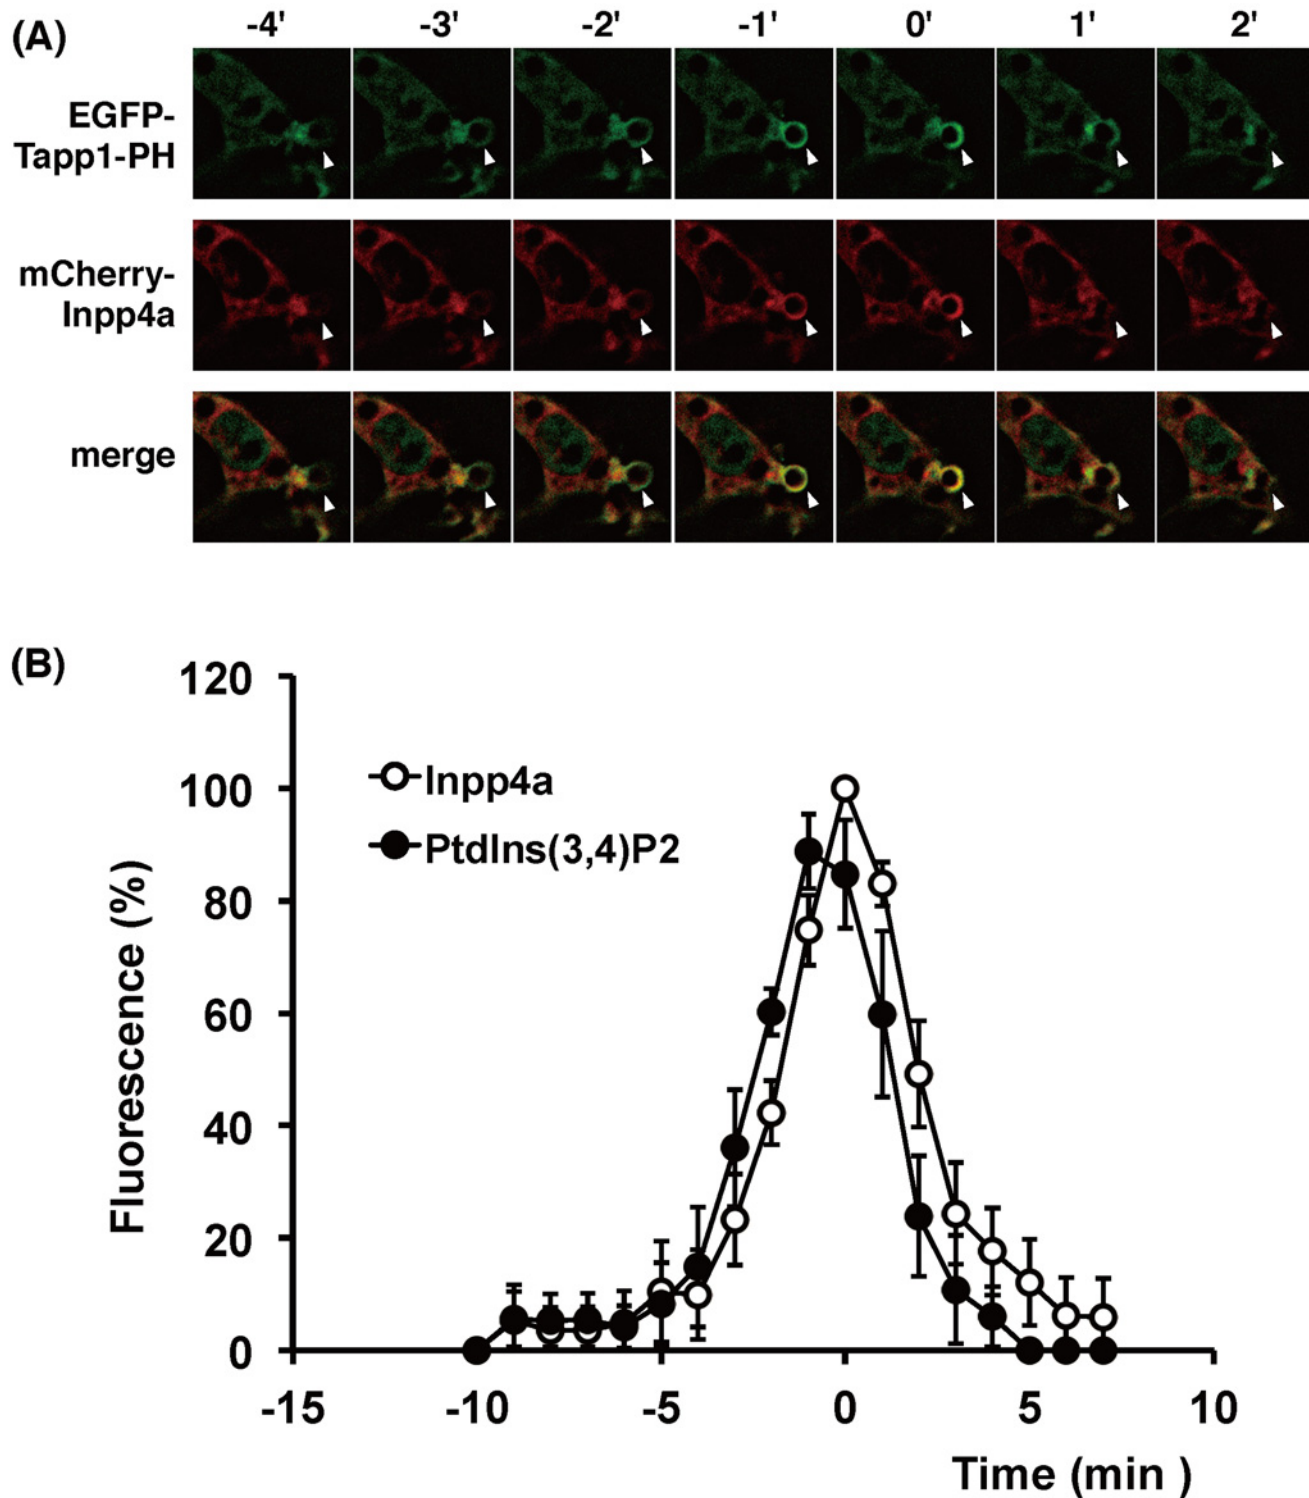 (A)
-4' -3' -2' -1' 0' 1' 2'
EGFP-
Tapp1-PH
mCherry-
Inpp4a
merge
(B)
120
100
80
60
40
20
0
Fluorescence (%)
Inpp4a
PtdIns(3,4)P2
-15 -10 -5 0 5 10
Time (min )